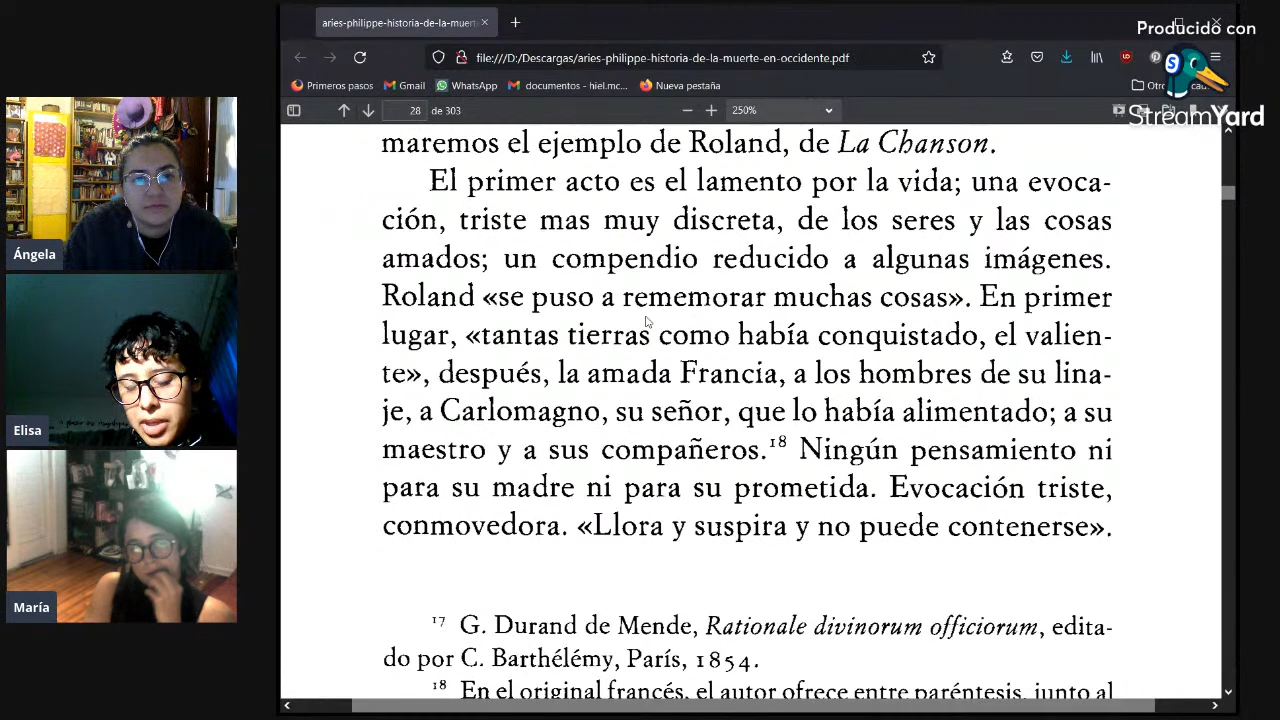 aries-philippe-historia-de-la-muert
Producido con
file:///D:/Descargas/aries-philippe-historia-de-la-muerte-en-occidente.pdf
Primeros pasos
Gmail
WhatsApp
documentos - hiel.mc...
Nueva pestaña
StreamYard
28 de 303
250%
maremos el ejemplo de Roland, de La Chanson.
El primer acto es el lamento por la vida; una evoca-
ción, triste mas muy discreta, de los seres y las cosas
amados; un compendio reducido a algunas imágenes.
Roland «se puso a rememorar muchas cosas». En primer
lugar, «tantas tierras como había conquistado, el valien-
te», después, la amada Francia, a los hombres de su lina-
je, a Carlomagno, su señor, que lo había alimentado; a su
maestro y a sus compañeros.¹⁸ Ningún pensamiento ni
para su madre ni para su prometida. Evocación triste,
conmovedora. «Llora y suspira y no puede contenerse».
¹⁷ G. Durand de Mende, Rationale divinorum officiorum, edita-
do por C. Barthélémy, París, 1854.
¹⁸ En el original francés, el autor ofrece entre paréntesis, junto al
Ángela
Elisa
María